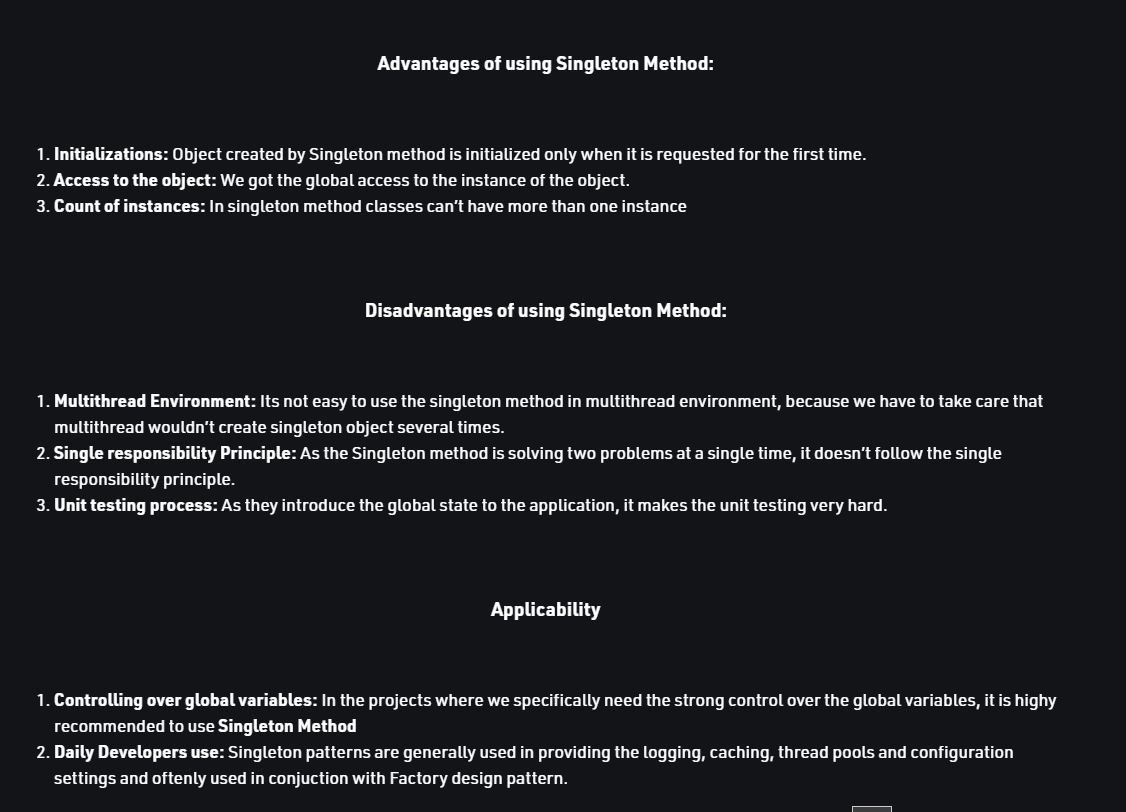 Advantages of using Singleton Method:
1. Initializations: Object created by Singleton method is initialized only when it is requested for the first time.
2. Access to the object: We got the global access to the instance of the object.
3. Count of instances: In singleton method classes can’t have more than one instance
Disadvantages of using Singleton Method:
1. Multithread Environment: Its not easy to use the singleton method in multithread environment, because we have to take care that
multithread wouldn’t create singleton object several times.
2. Single responsibility Principle: As the Singleton method is solving two problems at a single time, it doesn’t follow the single
responsibility principle.
3. Unit testing process: As they introduce the global state to the application, it makes the unit testing very hard.
Applicability
1. Controlling over global variables: In the projects where we specifically need the strong control over the global variables, it is highy
recommended to use Singleton Method
2. Daily Developers use: Singleton patterns are generally used in providing the logging, caching, thread pools and configuration
settings and oftenly used in conjuction with Factory design pattern.